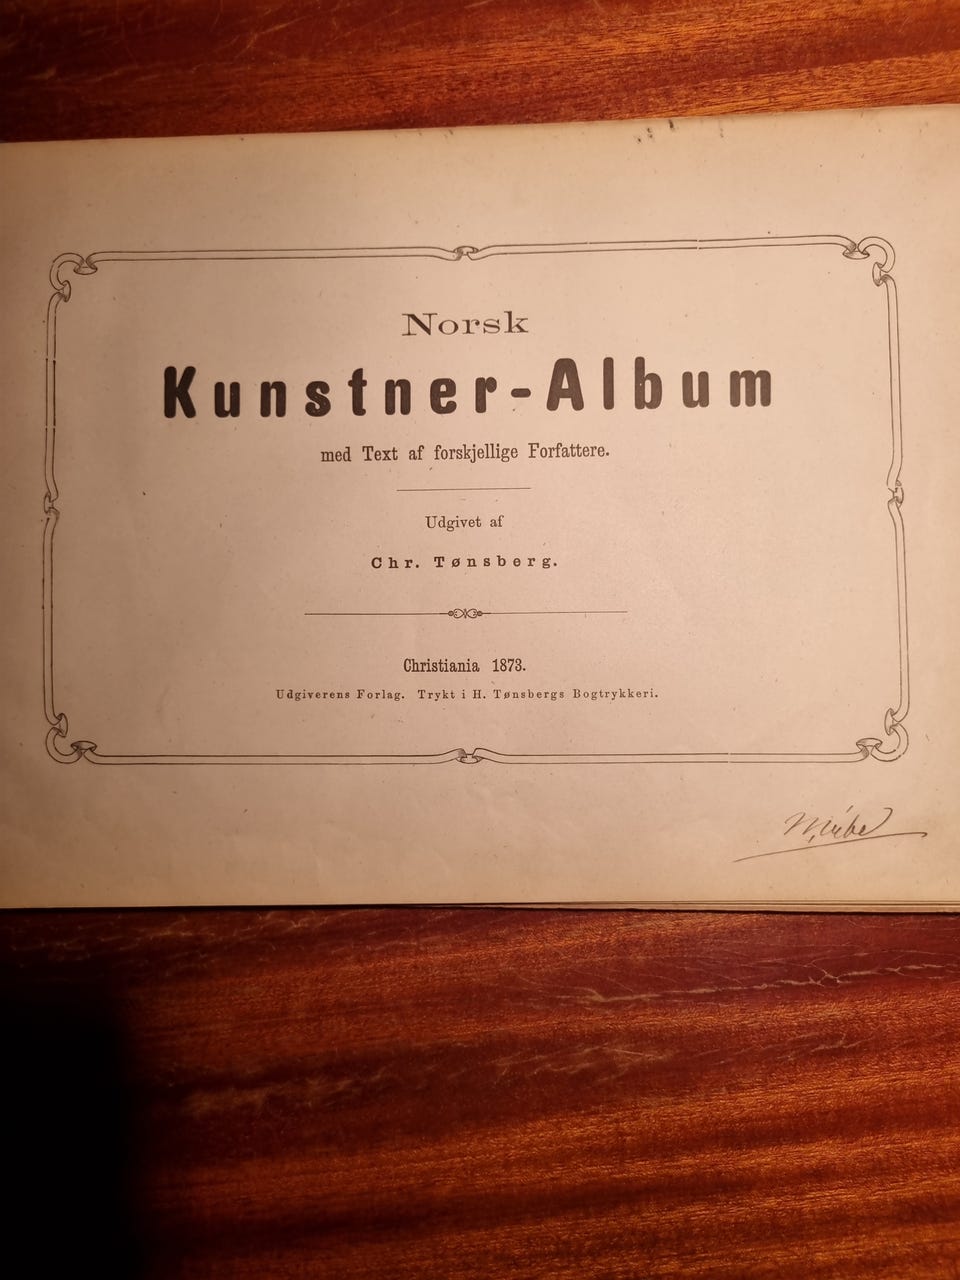 Norsk
Kunstner-Album
med Text af forskjellige Forfattere.
Udgivet af
Chr. Tønsberg.
Christiania 1873.
Udgiverens Forlag. Trykt i H. Tønsbergs Bogtrykkeri.